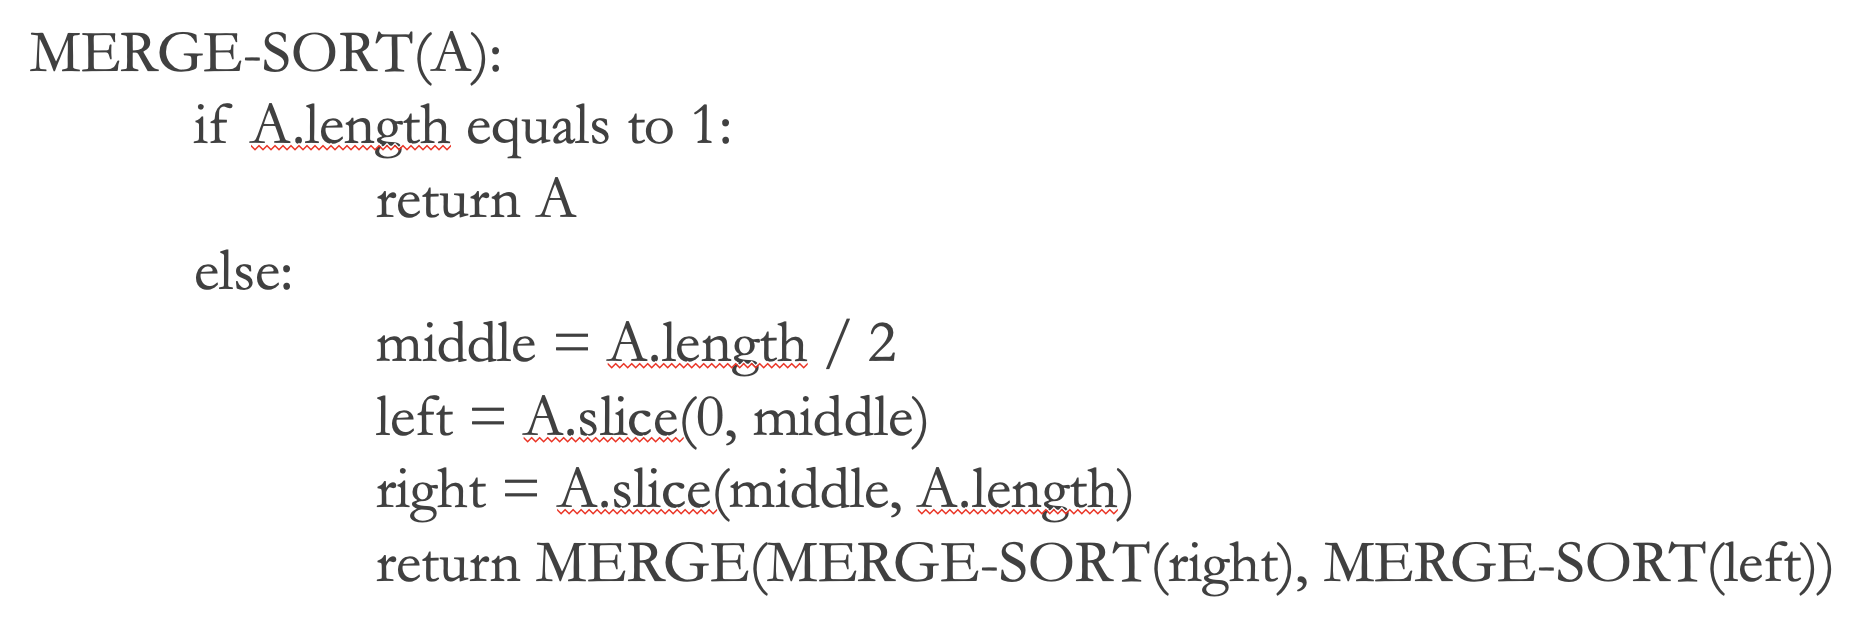 MERGE-SORT(A):
if A.length equals to 1:
return A
else:
middle = A.length / 2
left = A.slice(0, middle)
right = A.slice(middle, A.length)
return MERGE(MERGE-SORT(right), MERGE-SORT(left))